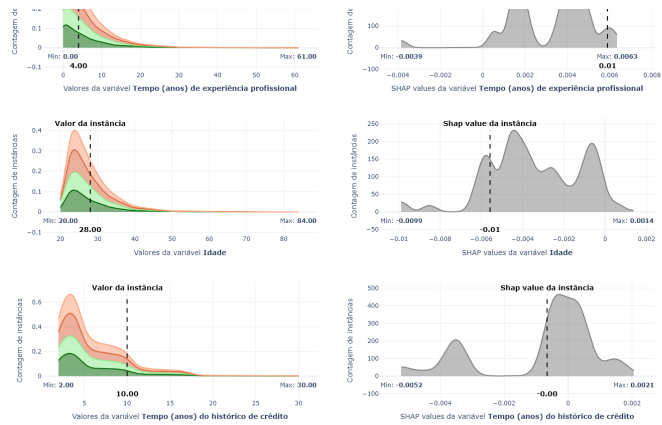 Contagem de
0.2
0.1
0
−0.1
Min: 0.00
Max: 61.00
4.00
0 10 20 30 40 50 60
Valores da variável Tempo (anos) de experiência profissional
Contagem de
100
0
−100
Min: -0.0039
Max: 0.0063
0.01
−0.004 −0.002 0 0.002 0.004 0.006 0.008
SHAP values da variável Tempo (anos) de experiência profissional
Valor da instância
Contagem de instâncias
0.4
0.3
0.2
0.1
0
−0.1
Min: 20.00
Max: 84.00
28.00
20 30 40 50 60 70 80
Valores da variável Idade
Shap value da instância
Contagem de instâncias
250
200
150
100
50
0
−50
Min: -0.0099
Max: 0.0014
-0.01
−0.01 −0.008 −0.006 −0.004 −0.002 0
SHAP values da variável Idade
Valor da instância
Contagem de instâncias
0.6
0.4
0.2
0
Min: 2.00
Max: 30.00
10.00
5 10 15 20 25 30
Valores da variável Tempo (anos) do histórico de crédito
Shap value da instância
Contagem de instâncias
500
400
300
200
100
0
−100
Min: -0.0052
Max: 0.0021
-0.00
−0.004 −0.002 0 0.002
SHAP values da variável Tempo (anos) do histórico de crédito